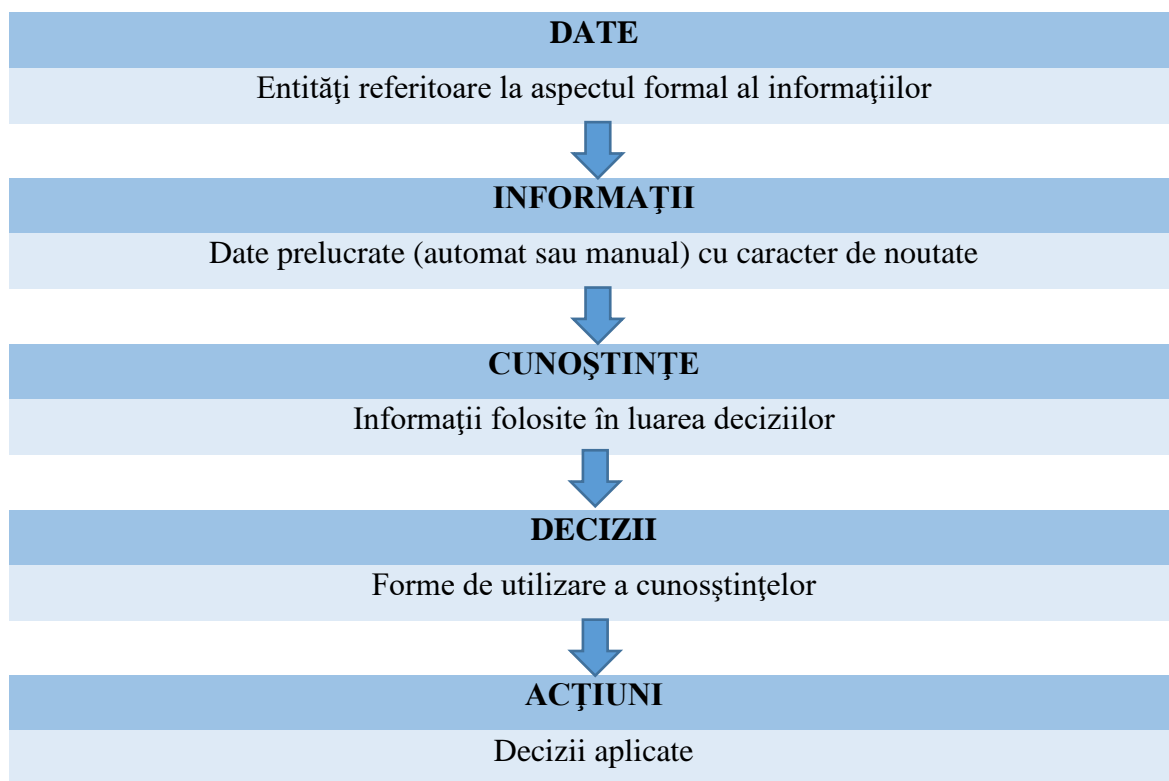 DATE
Entităţi referitoare la aspectul formal al informaţiilor
INFORMAŢII
Date prelucrate (automat sau manual) cu caracter de noutate
CUNOŞTINŢE
Informaţii folosite în luarea deciziilor
DECIZII
Forme de utilizare a cunosştinţelor
ACŢIUNI
Decizii aplicate